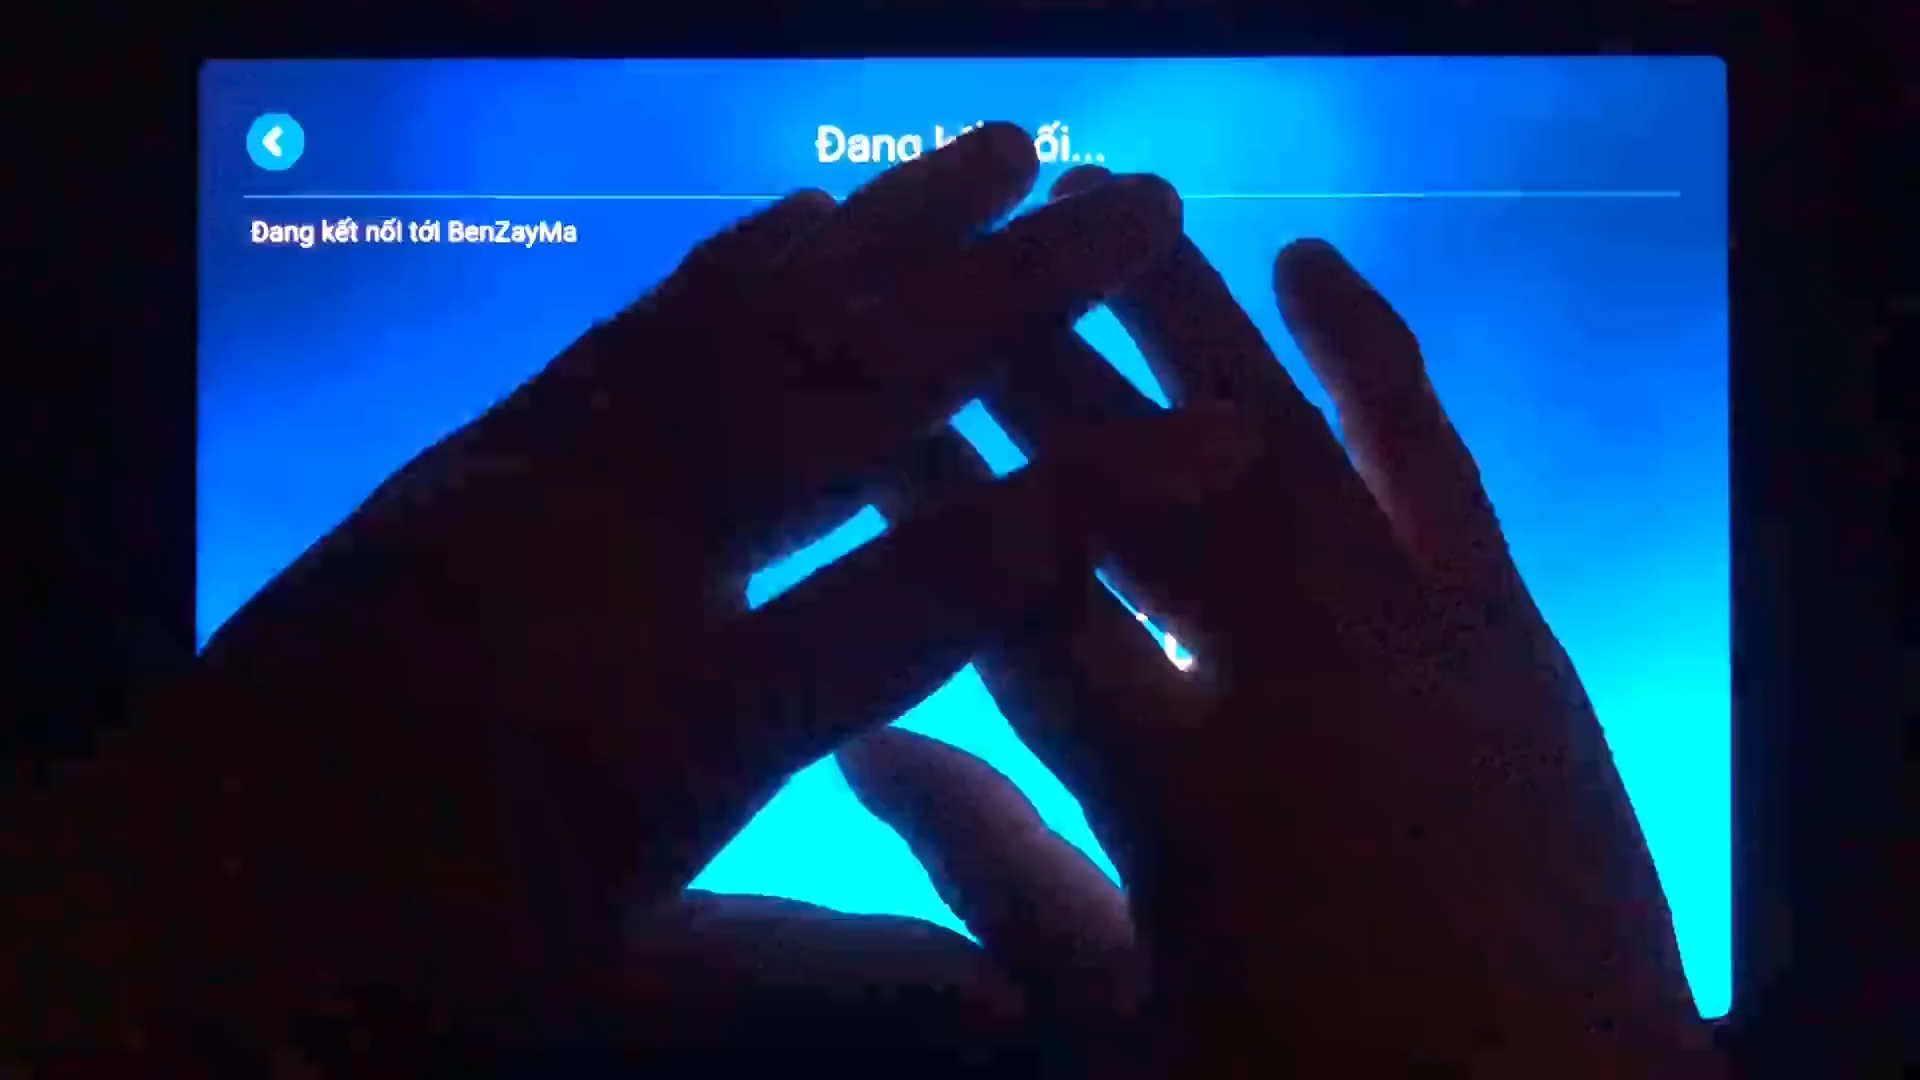 Đang ối...
Đang kết nối tới BenZayMa